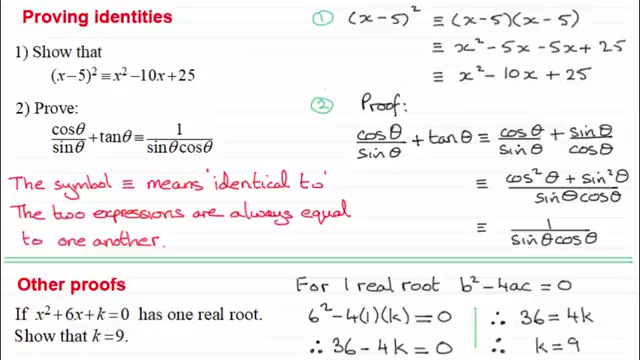 Proving identities
1) Show that
(x−5)² ≡ x²−10x+25
2) Prove:
cosθ/sinθ + tanθ ≡ 1/sinθcosθ
The symbol ≡ means 'identical to'
The two expressions are always equal
to one another.
① (x−5)² ≡ (x−5)(x−5)
≡ x²−5x−5x+25
≡ x²−10x+25
② Proof:
cosθ/sinθ + tanθ ≡ cosθ/sinθ + sinθ/cosθ
≡ cos²θ + sin²θ/sinθcosθ
≡ 1/sinθcosθ
Other proofs
If x²+6x+k=0 has one real root.
Show that k=9.
For 1 real root b²−4ac = 0
6²−4(1)(k) = 0
∴ 36−4k = 0
∴ 36 = 4k
∴ k = 9